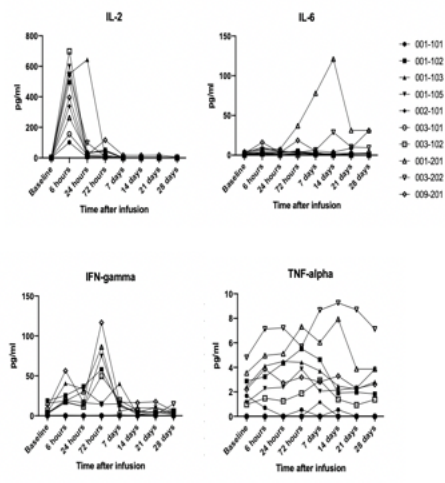 IL-2
800
600
400
200
0
pg/ml
Baseline
6 hours
24 hours
72 hours
7 days
14 days
21 days
28 days
Time after infusion
IL-6
150
100
50
0
pg/ml
Baseline
6 hours
24 hours
72 hours
7 days
14 days
21 days
28 days
Time after infusion
001-101
001-102
001-103
001-105
002-101
003-101
003-102
001-201
003-202
009-201
IFN-gamma
150
100
50
0
pg/ml
Baseline
6 hours
24 hours
72 hours
7 days
14 days
21 days
28 days
Time after infusion
TNF-alpha
10
8
6
4
2
0
pg/ml
Baseline
6 hours
24 hours
72 hours
7 days
14 days
21 days
28 days
Time after infusion